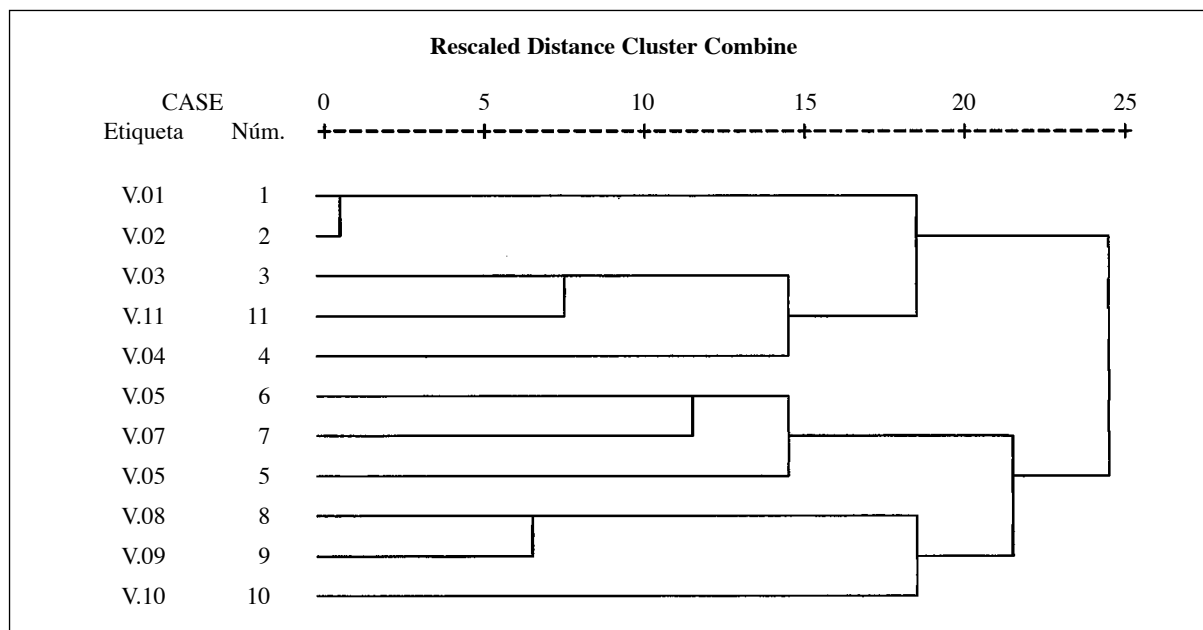 Rescaled Distance Cluster Combine
CASE 0 5 10 15 20 25
Etiqueta Núm.
V.01 1
V.02 2
V.03 3
V.11 11
V.04 4
V.05 6
V.07 7
V.05 5
V.08 8
V.09 9
V.10 10